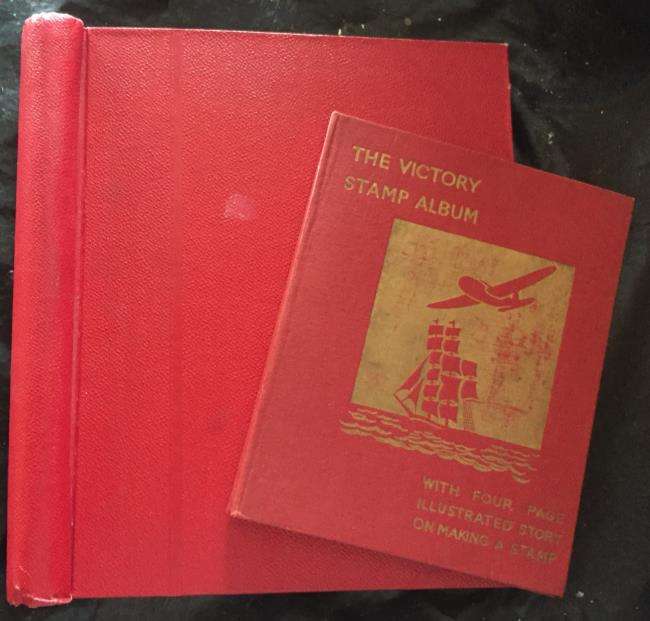 THE VICTORY
STAMP ALBUM
WITH FOUR PAGE
ILLUSTRATED STORY
ON MAKING A STAMP